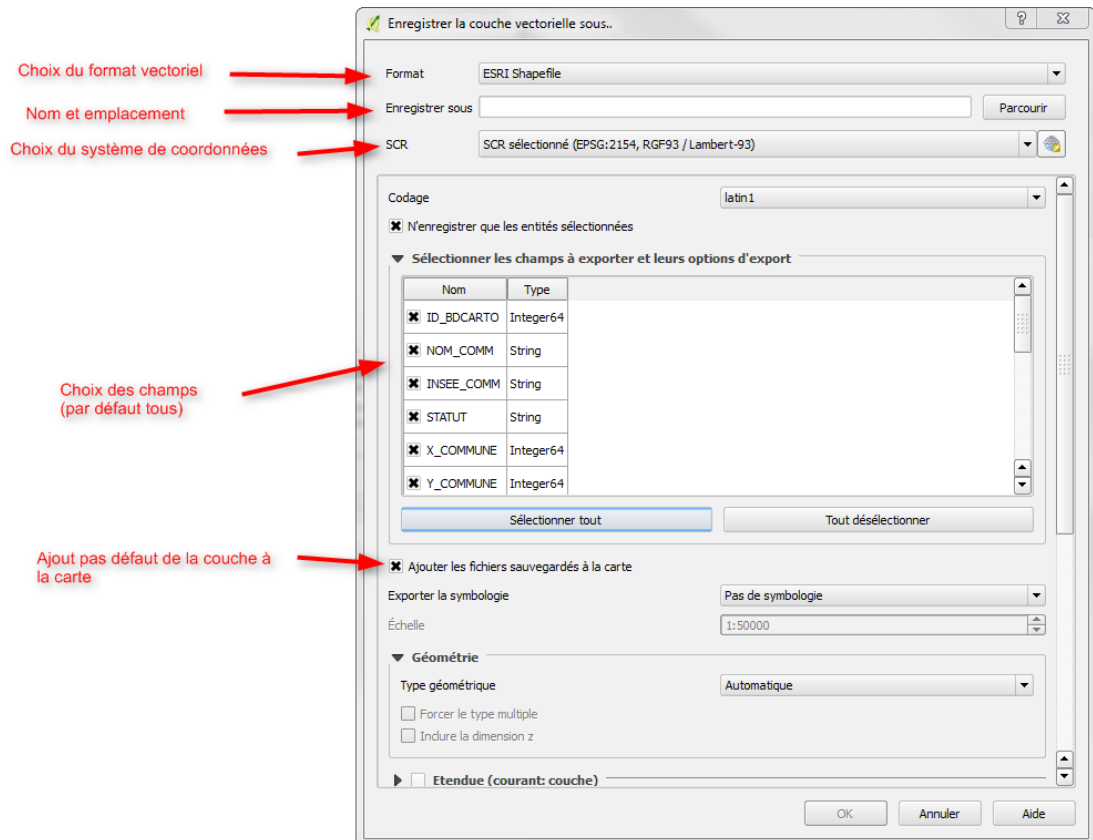 Enregistrer la couche vectorielle sous..
Choix du format vectoriel
Format
ESRI Shapefile
Nom et emplacement
Enregistrer sous
Parcourir
Choix du système de coordonnées
SCR
SCR sélectionné (EPSG:2154, RGF93 / Lambert-93)
Codage
latin1
N'enregistrer que les entités sélectionnées
Sélectionner les champs à exporter et leurs options d'export
Nom Type
ID_BDCARTO Integer64
NOM_COMM String
INSEE_COMM String
STATUT String
X_COMMUNE Integer64
Y_COMMUNE Integer64
Choix des champs
(par défaut tous)
Sélectionner tout
Tout désélectionner
Ajout pas défaut de la couche à
la carte
Ajouter les fichiers sauvegardés à la carte
Exporter la symbologie
Pas de symbologie
Échelle
1:50000
Géométrie
Type géométrique
Automatique
Forcer le type multiple
Inclure la dimension z
Etendue (courant: couche)
OK
Annuler
Aide